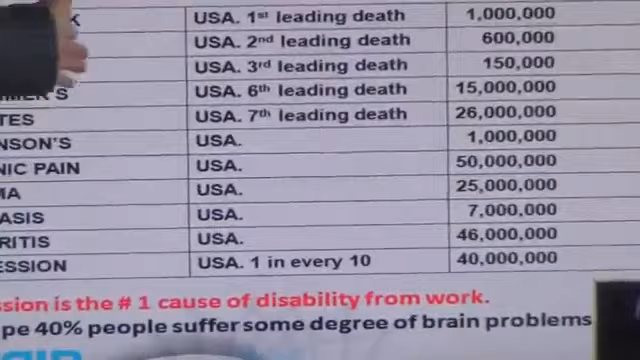 K USA. 1st leading death 1,000,000
USA. 2nd leading death 600,000
USA. 3rd leading death 150,000
MER'S USA. 6th leading death 15,000,000
TES USA. 7th leading death 26,000,000
NSON'S USA. 1,000,000
NIC PAIN USA. 50,000,000
MA USA. 25,000,000
ASIS USA. 7,000,000
RITIS USA. 46,000,000
ESSION USA. 1 in every 10 40,000,000
ssion is the # 1 cause of disability from work.
pe 40% people suffer some degree of brain problems